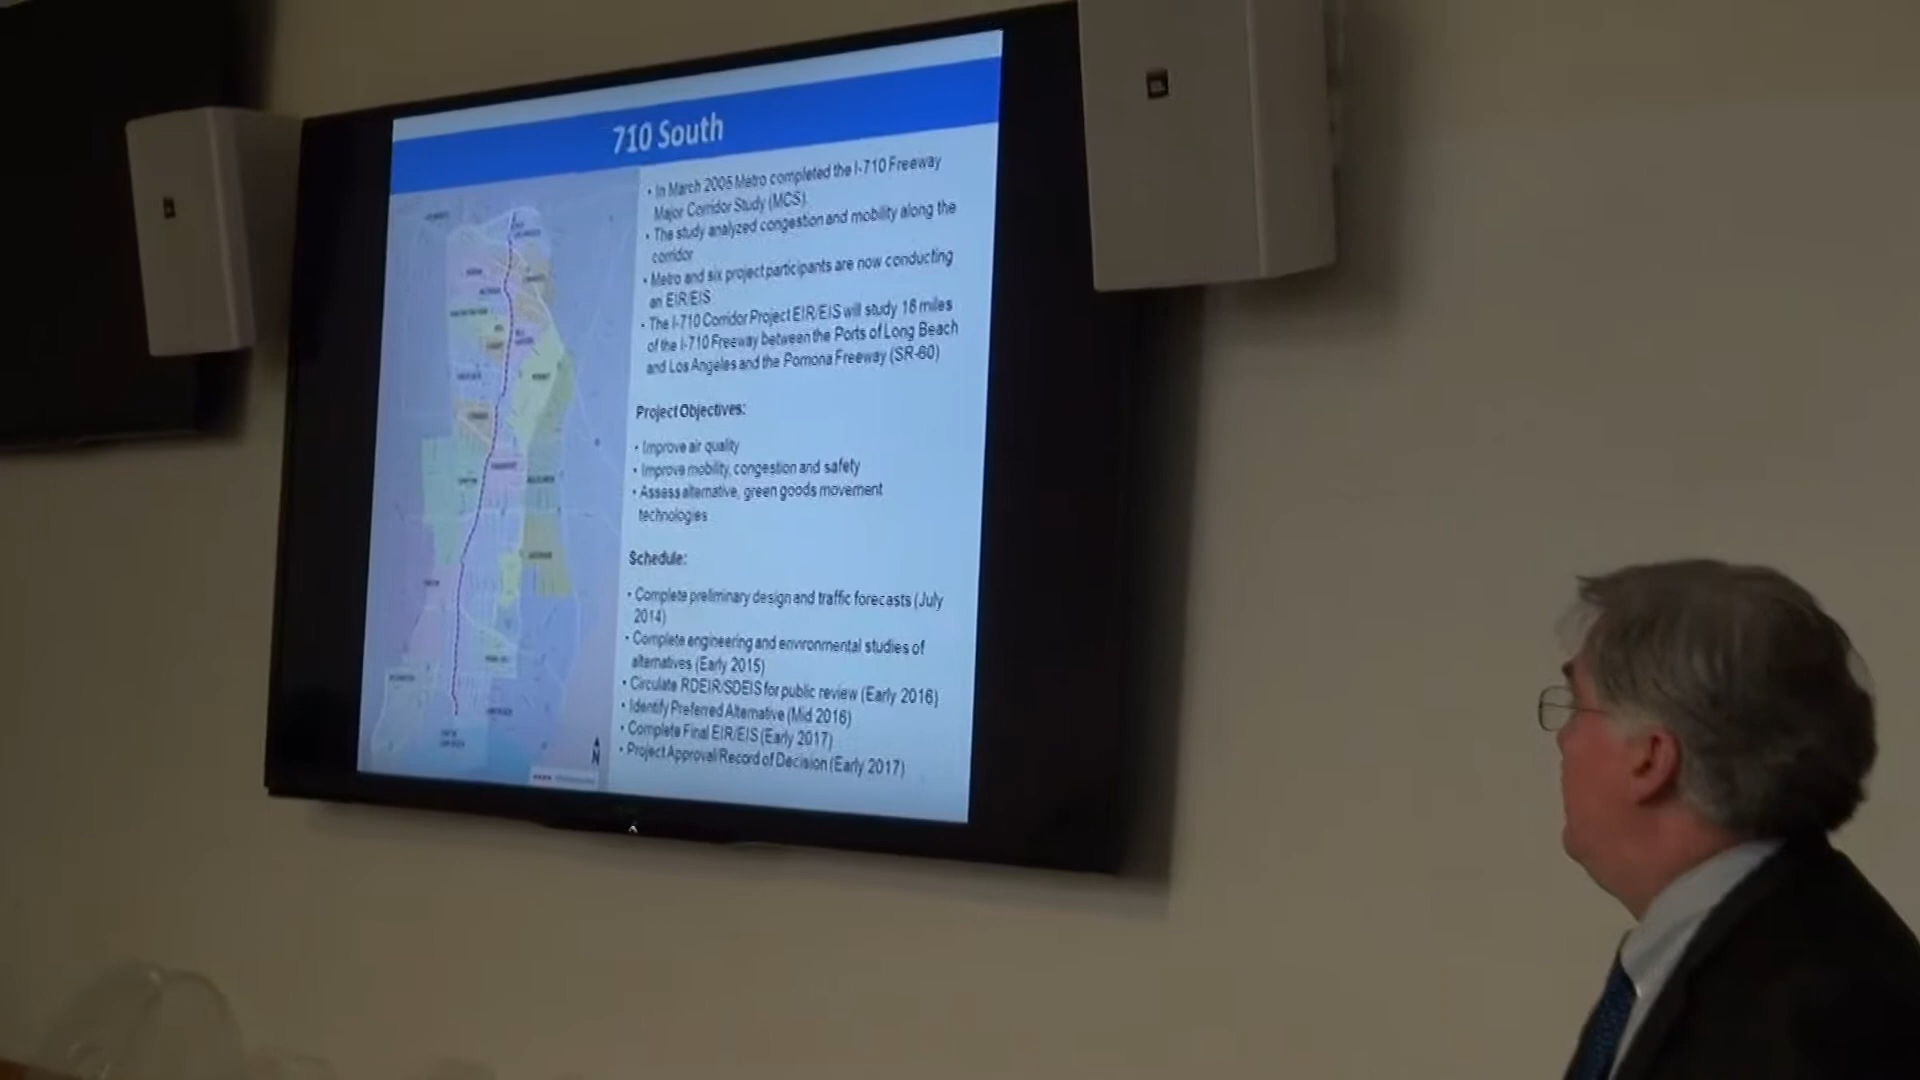 710 South
• In March 2005 Metro completed the I-710 Freeway
Major Corridor Study (MCS)
• The study analyzed congestion and mobility along the
corridor
• Metro and six project participants are now conducting
an EIR/EIS
• The I-710 Corridor Project EIR/EIS will study 18 miles
of the I-710 Freeway between the Ports of Long Beach
and Los Angeles and the Pomona Freeway (SR-60)
Project Objectives:
• Improve air quality
• Improve mobility, congestion and safety
• Assess alternative, green goods movement
technologies
Schedule:
• Complete preliminary design and traffic forecasts (July
2014)
• Complete engineering and environmental studies of
alternatives (Early 2015)
• Circulate RDEIR/SDEIS for public review (Early 2016)
• Identify Preferred Alternative (Mid 2016)
• Complete Final EIR/EIS (Early 2017)
• Project Approval/Record of Decision (Early 2017)
N